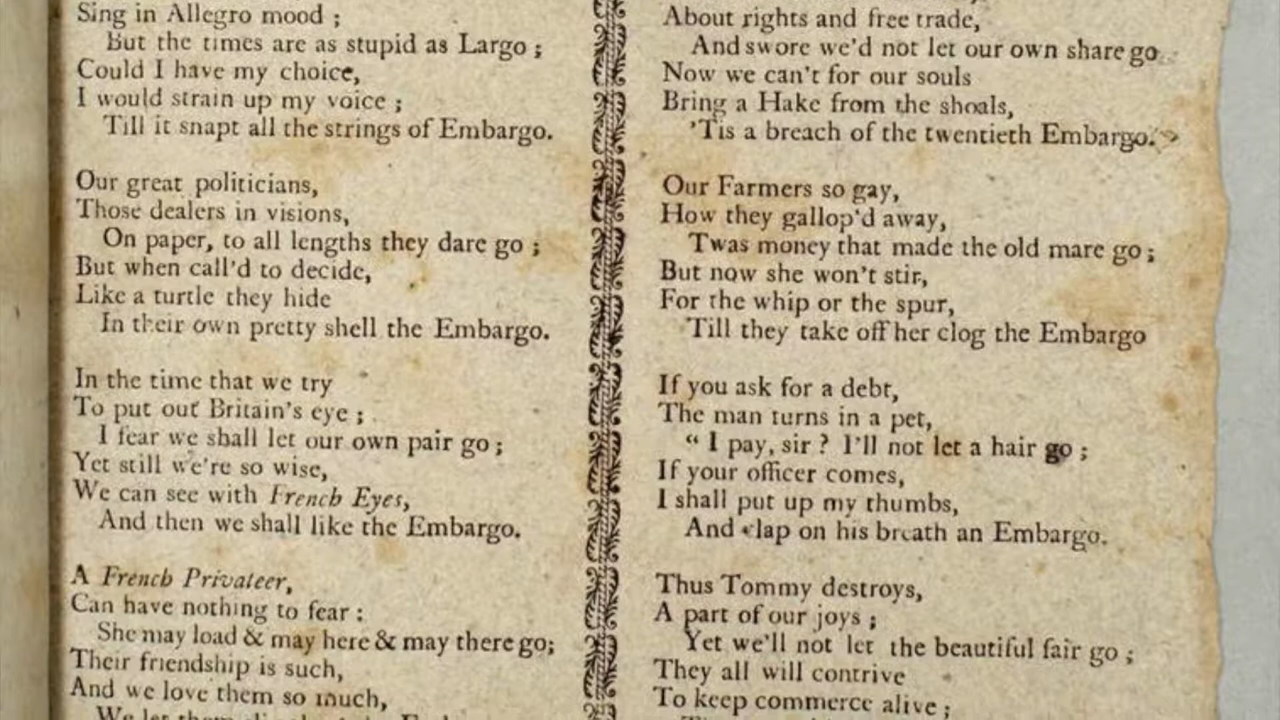 Sing in Allegro mood ;
But the times are as stupid as Largo ;
Could I have my choice,
I would strain up my voice ;
Till it snapt all the strings of Embargo.
Our great politicians,
Those dealers in visions,
On paper, to all lengths they dare go ;
But when call'd to decide,
Like a turtle they hide
In their own pretty shell the Embargo.
In the time that we try
To put out Britain's eye ;
I fear we shall let our own pair go ;
Yet still we're so wise,
We can see with French Eyes,
And then we shall like the Embargo.
A French Privateer,
Can have nothing to fear :
She may load & may here & may there go;
Their friendship is such,
And we love them so much,
We let them
About rights and free trade,
And swore we'd not let our own share go
Now we can't for our souls
Bring a Hake from the shoals,
'Tis a breach of the twentieth Embargo.
Our Farmers so gay,
How they gallop'd away,
Twas money that made the old mare go ;
But now she won't stir,
For the whip or the spur,
Till they take off her clog the Embargo
If you ask for a debt,
The man turns in a pet,
“ I pay, sir ? I'll not let a hair go ;
If your officer comes,
I shall put up my thumbs,
And clap on his breath an Embargo.
Thus Tommy destroys,
A part of our joys ;
Yet we'll not let the beautiful fair go ;
They all will contrive
To keep commerce alive ;